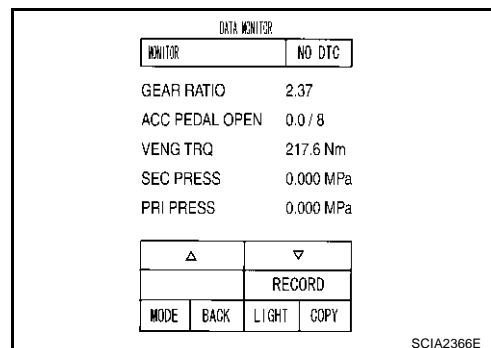 DATA MONITOR
MONITOR NO DTC
GEAR RATIO 2.37
ACC PEDAL OPEN 0.0 / 8
VENG TRQ 217.6 Nm
SEC PRESS 0.000 MPa
PRI PRESS 0.000 MPa
△ ▽
RECORD
MODE BACK LIGHT COPY
SCIA2366E